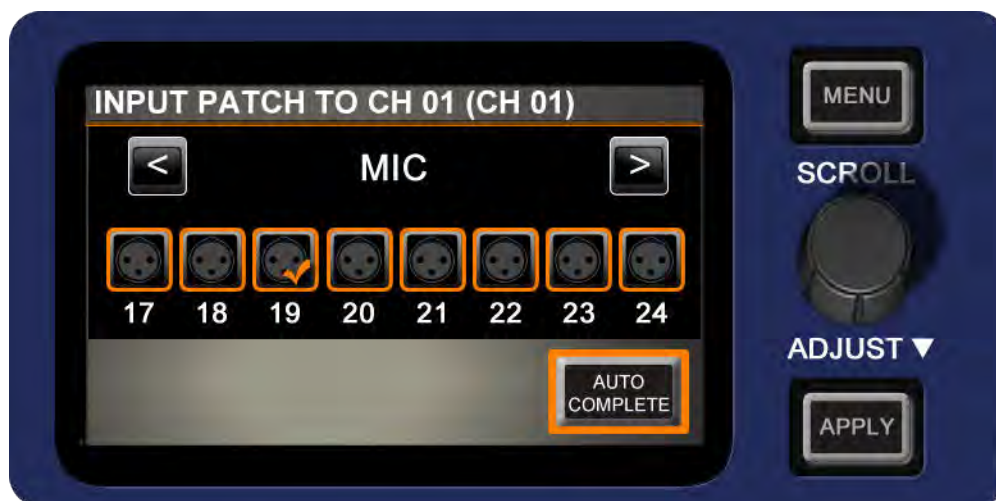 INPUT PATCH TO CH 01 (CH 01)
<
MIC
>
17 18 19 20 21 22 23 24
AUTO
COMPLETE
MENU
SCROLL
ADJUST ▼
APPLY